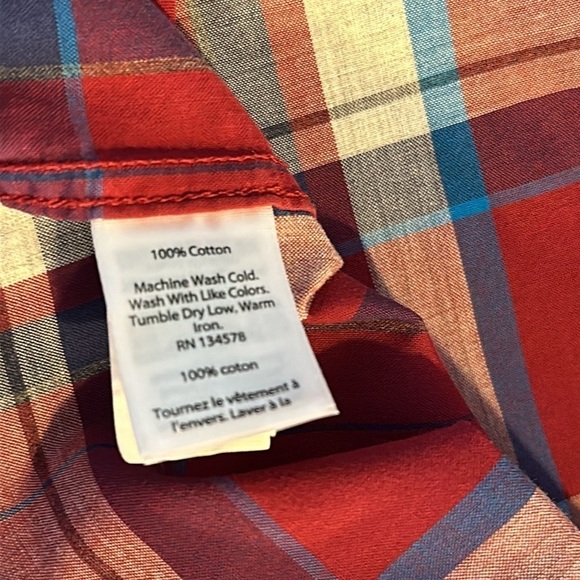 100% Cotton
Machine Wash Cold.
Wash With Like Colors.
Tumble Dry Low, Warm
Iron.
RN 134578
100% coton
Tournez le vêtement à
l'envers. Laver à la